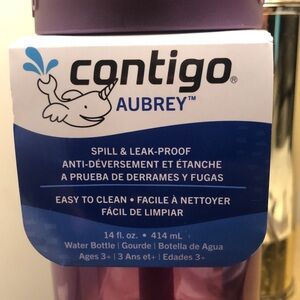 contigo®
AUBREY™
SPILL & LEAK-PROOF
ANTI-DÉVERSEMENT ET ÉTANCHE
A PRUEBA DE DERRAMES Y FUGAS
EASY TO CLEAN • FACILE À NETTOYER
FÁCIL DE LIMPIAR
14 fl. oz. • 414 mL
Water Bottle | Gourde | Botella de Agua
Ages 3+ | 3 Ans et+ | Edades 3+